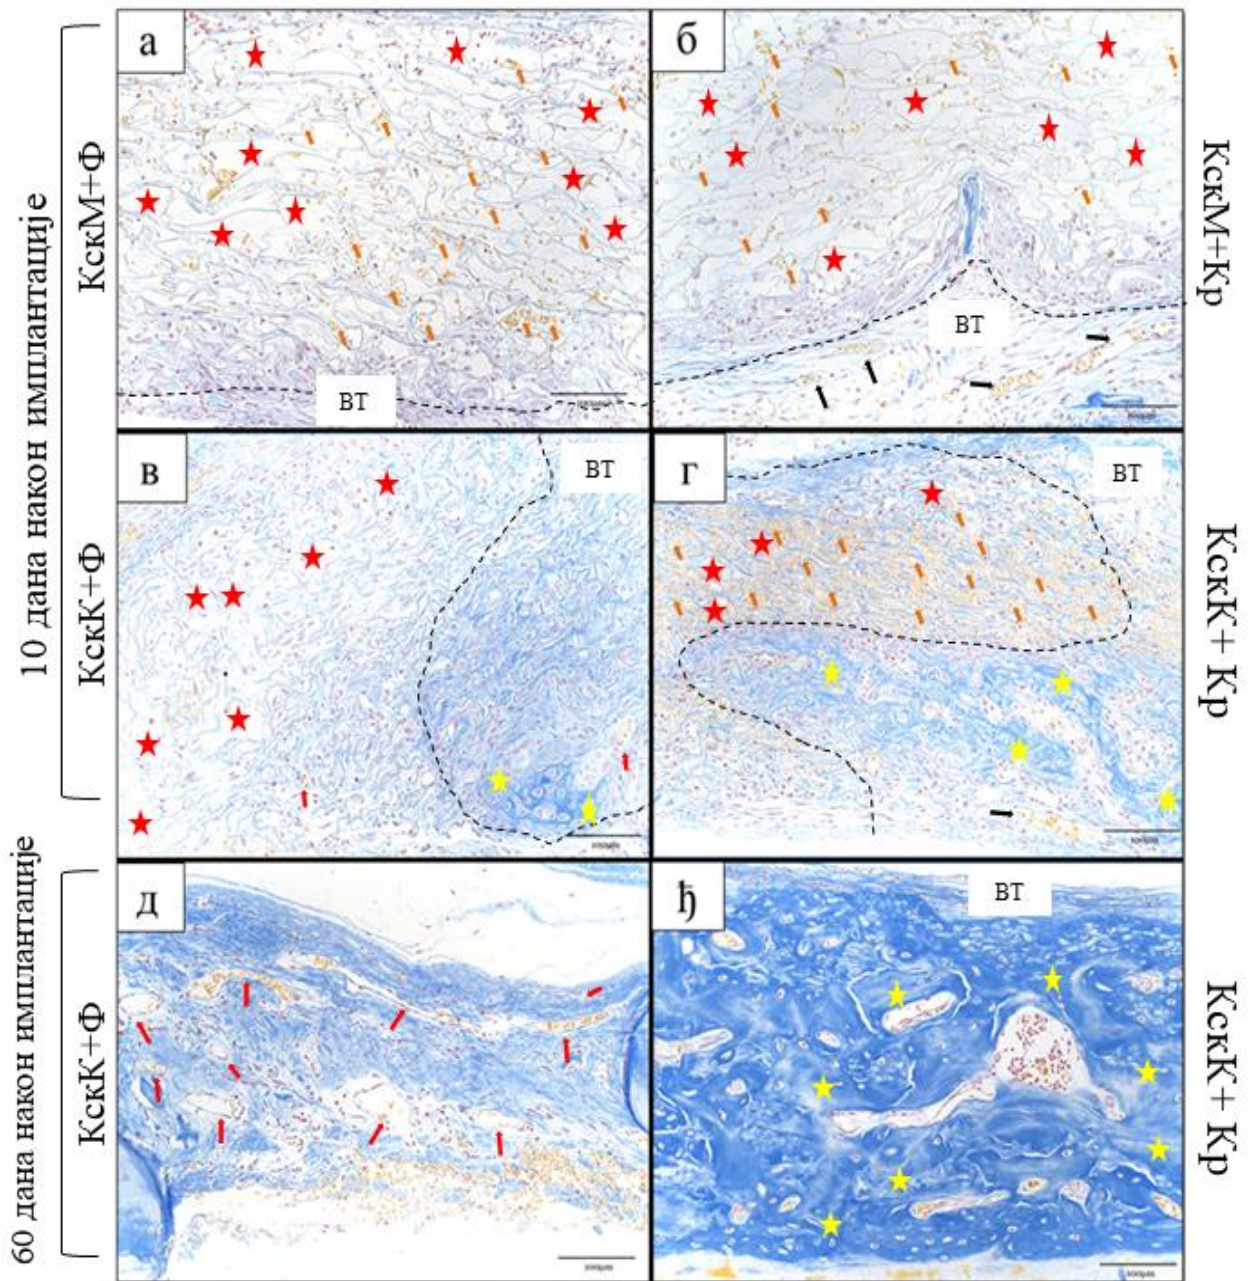 10 дана након имплантације
КскМ+Ф
а
ВТ
б
ВТ
КскМ+Кр
КскК+Ф
в
ВТ
г
ВТ
КскК+ Кр
60 дана након имплантације
КскК+Ф
д
ђ
ВТ
КскК+ Кр